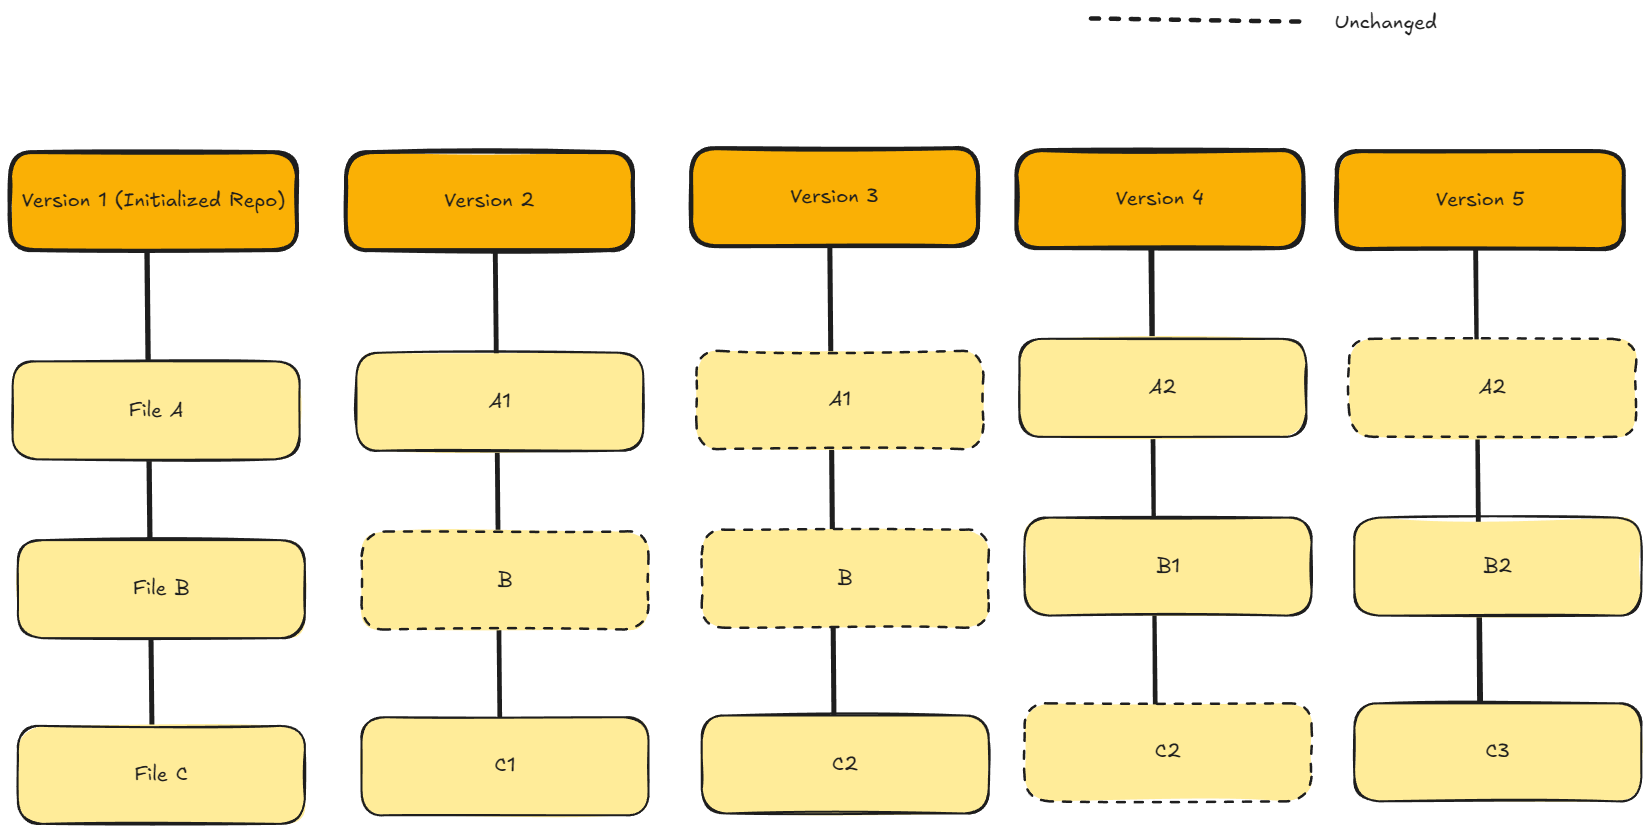 Unchanged
Version 1 (Initialized Repo)
Version 2
Version 3
Version 4
Version 5
File A
A1
A1
A2
A2
File B
B
B
B1
B2
File C
C1
C2
C2
C3